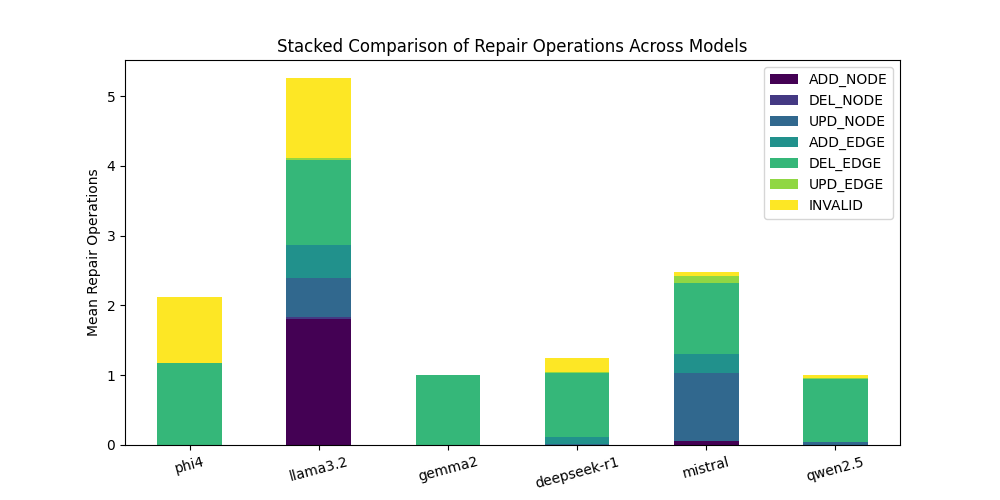 Stacked Comparison of Repair Operations Across Models
Mean Repair Operations
5
4
3
2
1
0
phi4
llama3.2
gemma2
deepseek-r1
mistral
qwen2.5
ADD_NODE
DEL_NODE
UPD_NODE
ADD_EDGE
DEL_EDGE
UPD_EDGE
INVALID